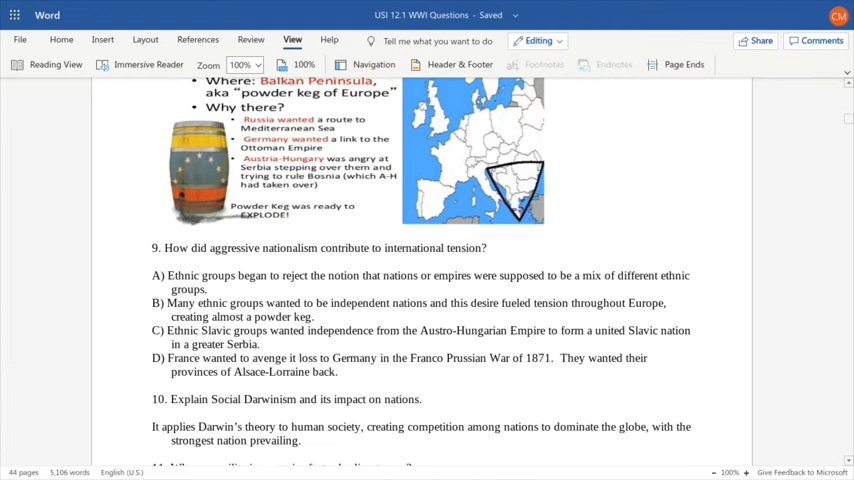 Word
USI 12.1 WWI Questions - Saved
CM
File Home Insert Layout References Review View Help Tell me what you want to do Editing Share Comments
Reading View Immersive Reader Zoom 100% 100% Navigation Header & Footer Footnotes Endnotes Page Ends
• Where: Balkan Peninsula,
aka “powder keg of Europe”
• Why there?
• Russia wanted a route to
Mediterranean Sea
• Germany wanted a link to the
Ottoman Empire
• Austria-Hungary was angry at
Serbia stepping over them and
trying to rule Bosnia (which A-H
had taken over)
Powder Keg was ready to
EXPLODE!
9. How did aggressive nationalism contribute to international tension?
A) Ethnic groups began to reject the notion that nations or empires were supposed to be a mix of different ethnic
groups.
B) Many ethnic groups wanted to be independent nations and this desire fueled tension throughout Europe,
creating almost a powder keg.
C) Ethnic Slavic groups wanted independence from the Austro-Hungarian Empire to form a united Slavic nation
in a greater Serbia.
D) France wanted to avenge it loss to Germany in the Franco Prussian War of 1871. They wanted their
provinces of Alsace-Lorraine back.
10. Explain Social Darwinism and its impact on nations.
It applies Darwin’s theory to human society, creating competition among nations to dominate the globe, with the
strongest nation prevailing.
44 pages 5,106 words English (U.S.) - 100% + Give Feedback to Microsoft